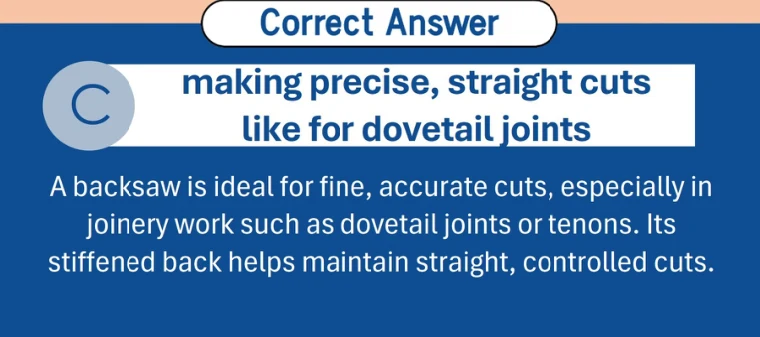 Correct Answer
C
making precise, straight cuts
like for dovetail joints
A backsaw is ideal for fine, accurate cuts, especially in
joinery work such as dovetail joints or tenons. Its
stiffened back helps maintain straight, controlled cuts.